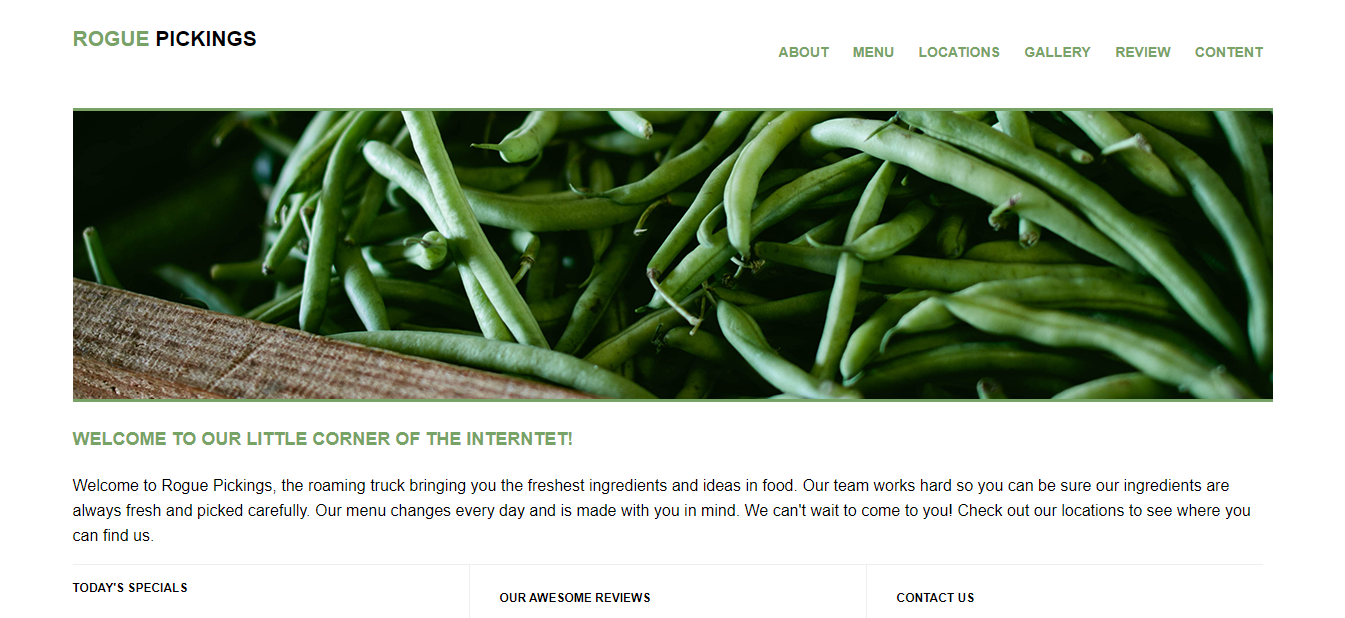 ROGUE PICKINGS
ABOUT MENU LOCATIONS GALLERY REVIEW CONTENT
WELCOME TO OUR LITTLE CORNER OF THE INTERNTET!
Welcome to Rogue Pickings, the roaming truck bringing you the freshest ingredients and ideas in food. Our team works hard so you can be sure our ingredients are
always fresh and picked carefully. Our menu changes every day and is made with you in mind. We can't wait to come to you! Check out our locations to see where you
can find us.
TODAY'S SPECIALS
OUR AWESOME REVIEWS
CONTACT US